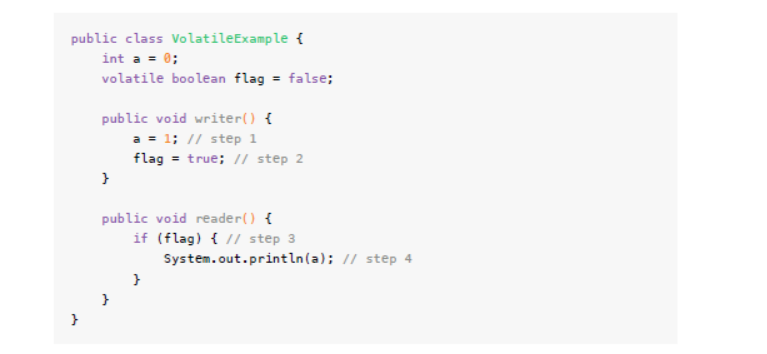 public class VolatileExample {
    int a = 0;
    volatile boolean flag = false;

    public void writer() {
        a = 1; // step 1
        flag = true; // step 2
    }

    public void reader() {
        if (flag) { // step 3
            System.out.println(a); // step 4
        }
    }
}